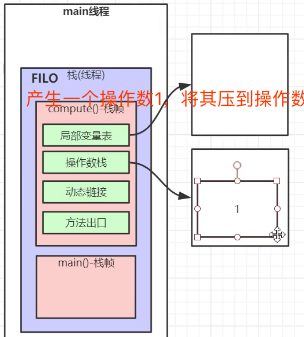 main线程
FILO
栈(线程)
产生一个操作数1，将其压到操作数
compute()-栈帧
局部变量表
操作数栈
动态链接
方法出口
1
main()-栈帧